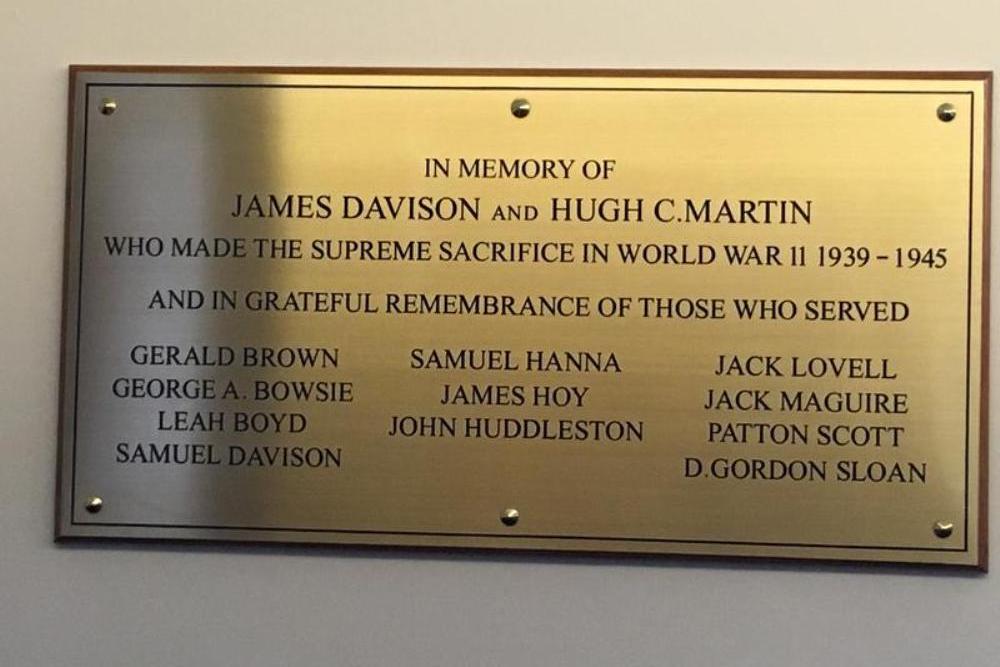 IN MEMORY OF
JAMES DAVISON AND HUGH C.MARTIN
WHO MADE THE SUPREME SACRIFICE IN WORLD WAR 11 1939 – 1945
AND IN GRATEFUL REMEMBRANCE OF THOSE WHO SERVED
GERALD BROWN
GEORGE A. BOWSIE
LEAH BOYD
SAMUEL DAVISON
SAMUEL HANNA
JAMES HOY
JOHN HUDDLESTON
JACK LOVELL
JACK MAGUIRE
PATTON SCOTT
D.GORDON SLOAN